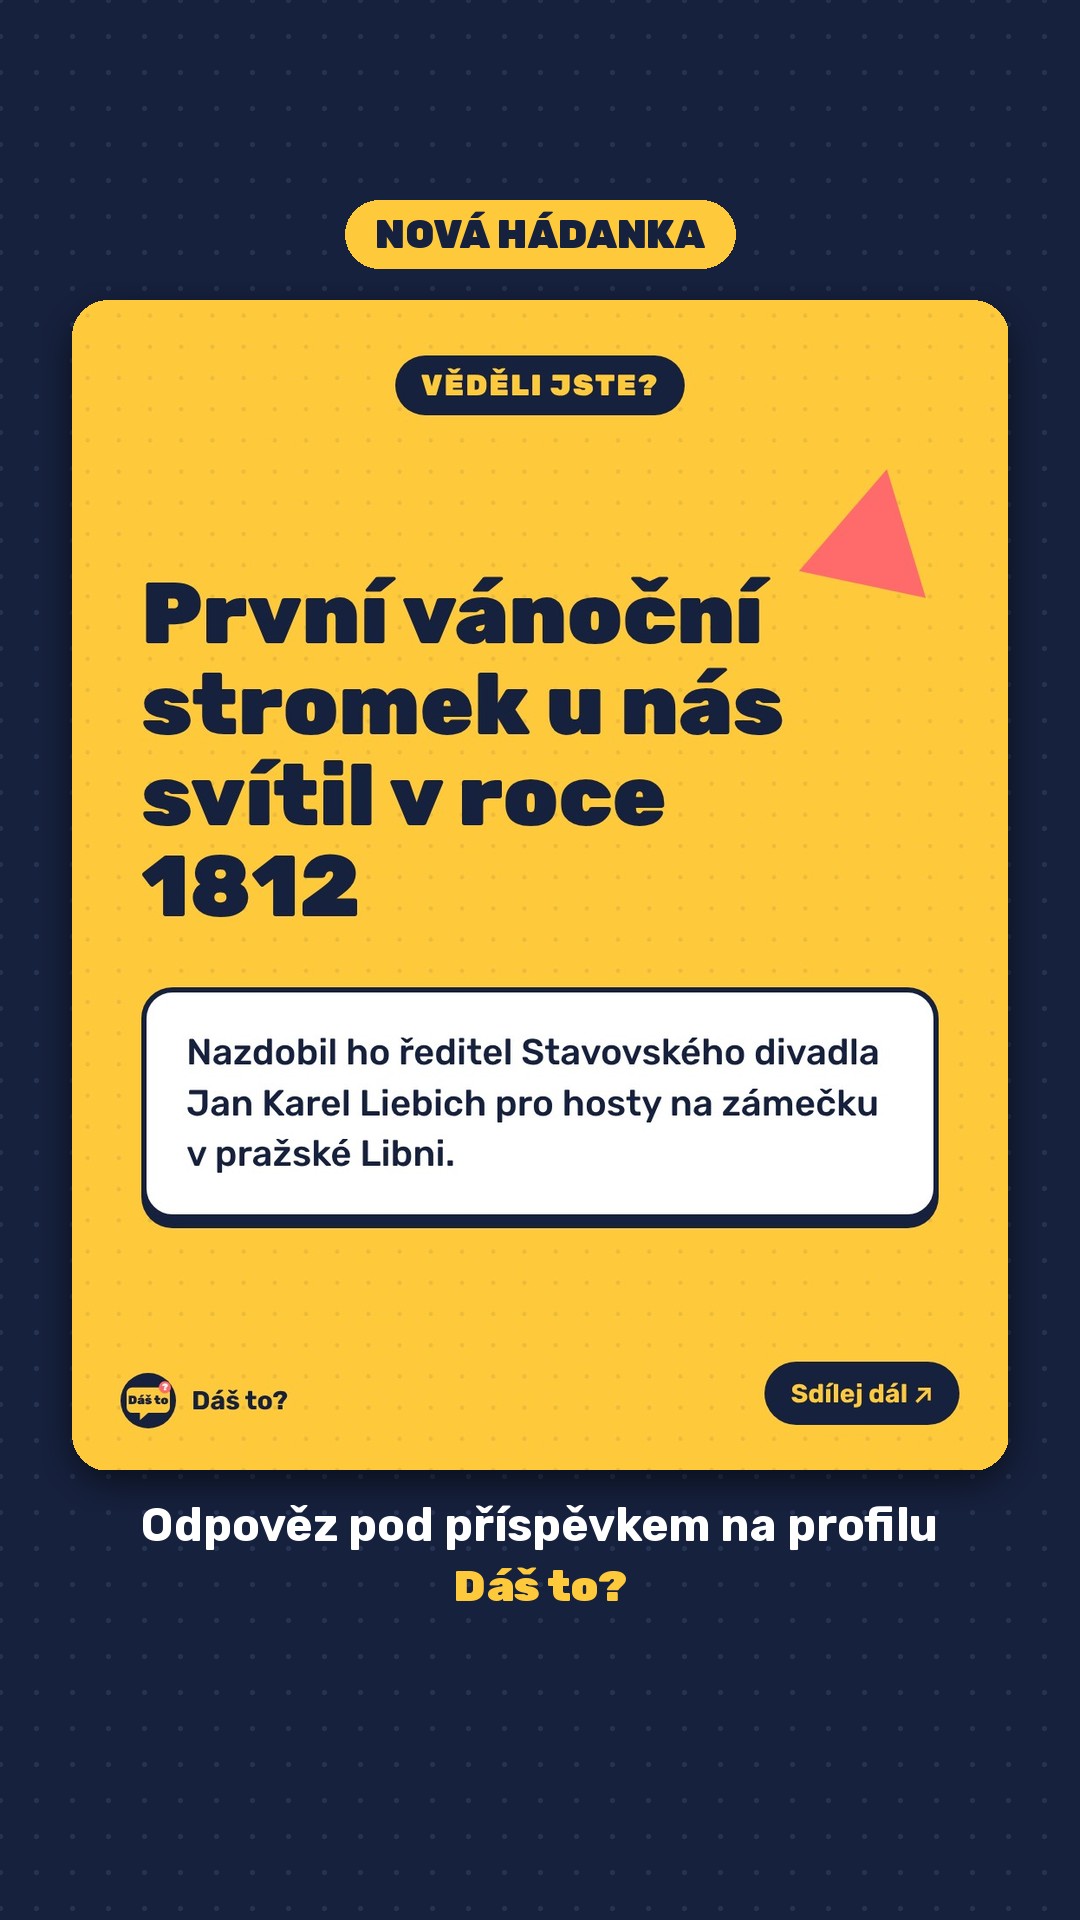 NOVÁ HÁDANKA
VĚDĚLI JSTE?
První vánoční
stromek u nás
svítil v roce
1812
Nazdobil ho ředitel Stavovského divadla
Jan Karel Liebich pro hosty na zámečku
v pražské Libni.
Dáš to
?
Dáš to?
Sdílej dál ↗
Odpověz pod příspěvkem na profilu
Dáš to?